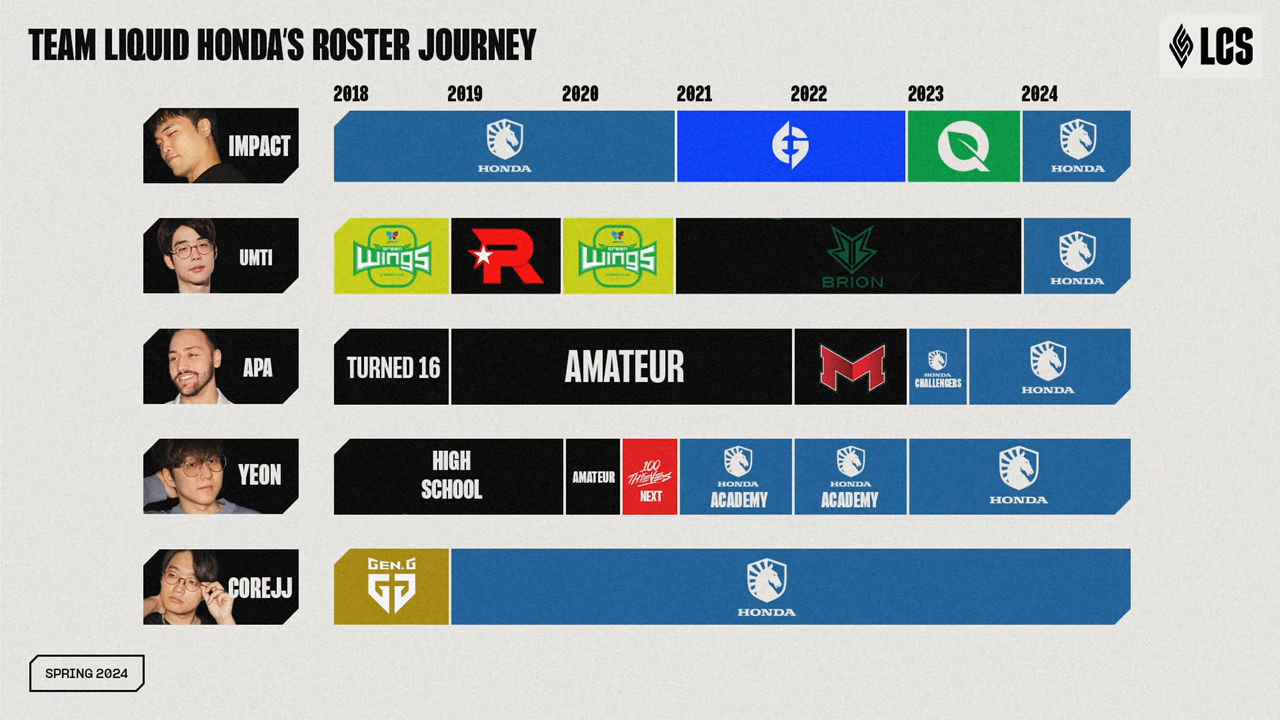 TEAM LIQUID HONDA'S ROSTER JOURNEY
LCS
2018 2019 2020 2021 2022 2023 2024
IMPACT
HONDA
HONDA
UMTI
Green
Wings
R
Green
Wings
BRION
HONDA
APA
TURNED 16
AMATEUR
M
HONDA
CHALLENGERS
HONDA
YEON
HIGH
SCHOOL
AMATEUR
100
THIEVES
NEXT
HONDA
ACADEMY
HONDA
ACADEMY
HONDA
COREJJ
GEN.G
HONDA
SPRING 2024